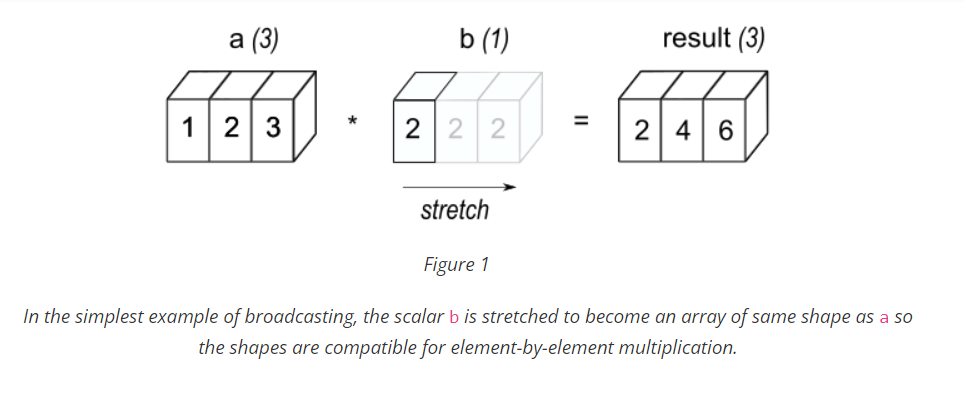 a (3) b (1) result (3)
1 2 3 * 2 2 2 = 2 4 6
stretch
Figure 1
In the simplest example of broadcasting, the scalar b is stretched to become an array of same shape as a so
the shapes are compatible for element-by-element multiplication.